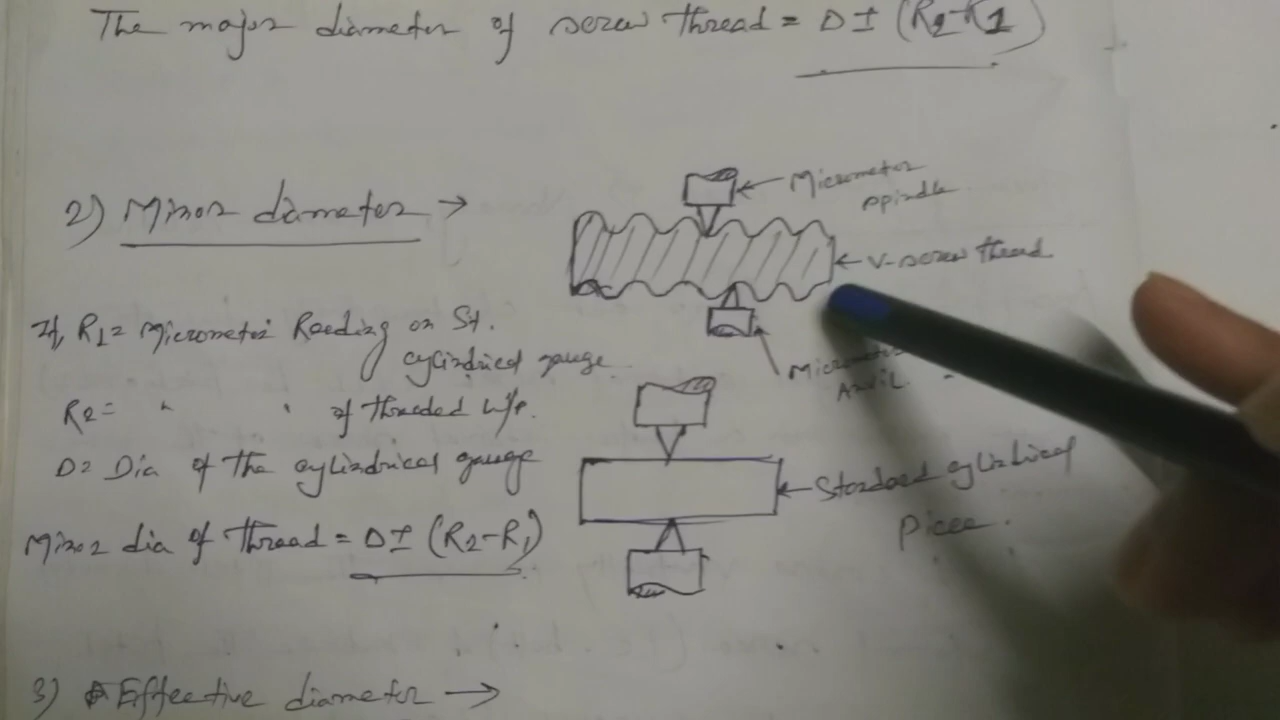 The major diameter of screw thread = D ± (R2-R1)
2) Minor diameter →
Micrometer
spindle
← V-screw thread
Micrometer
Anvil.
If, R1= Micrometer Reading on St.
cylindrical gauge
R2= " " of threaded w/p.
D= Dia of the cylindrical gauge
Minor dia of thread = D± (R2-R1)
← Standard cylindrical
Piece.
3) Effective diameter →